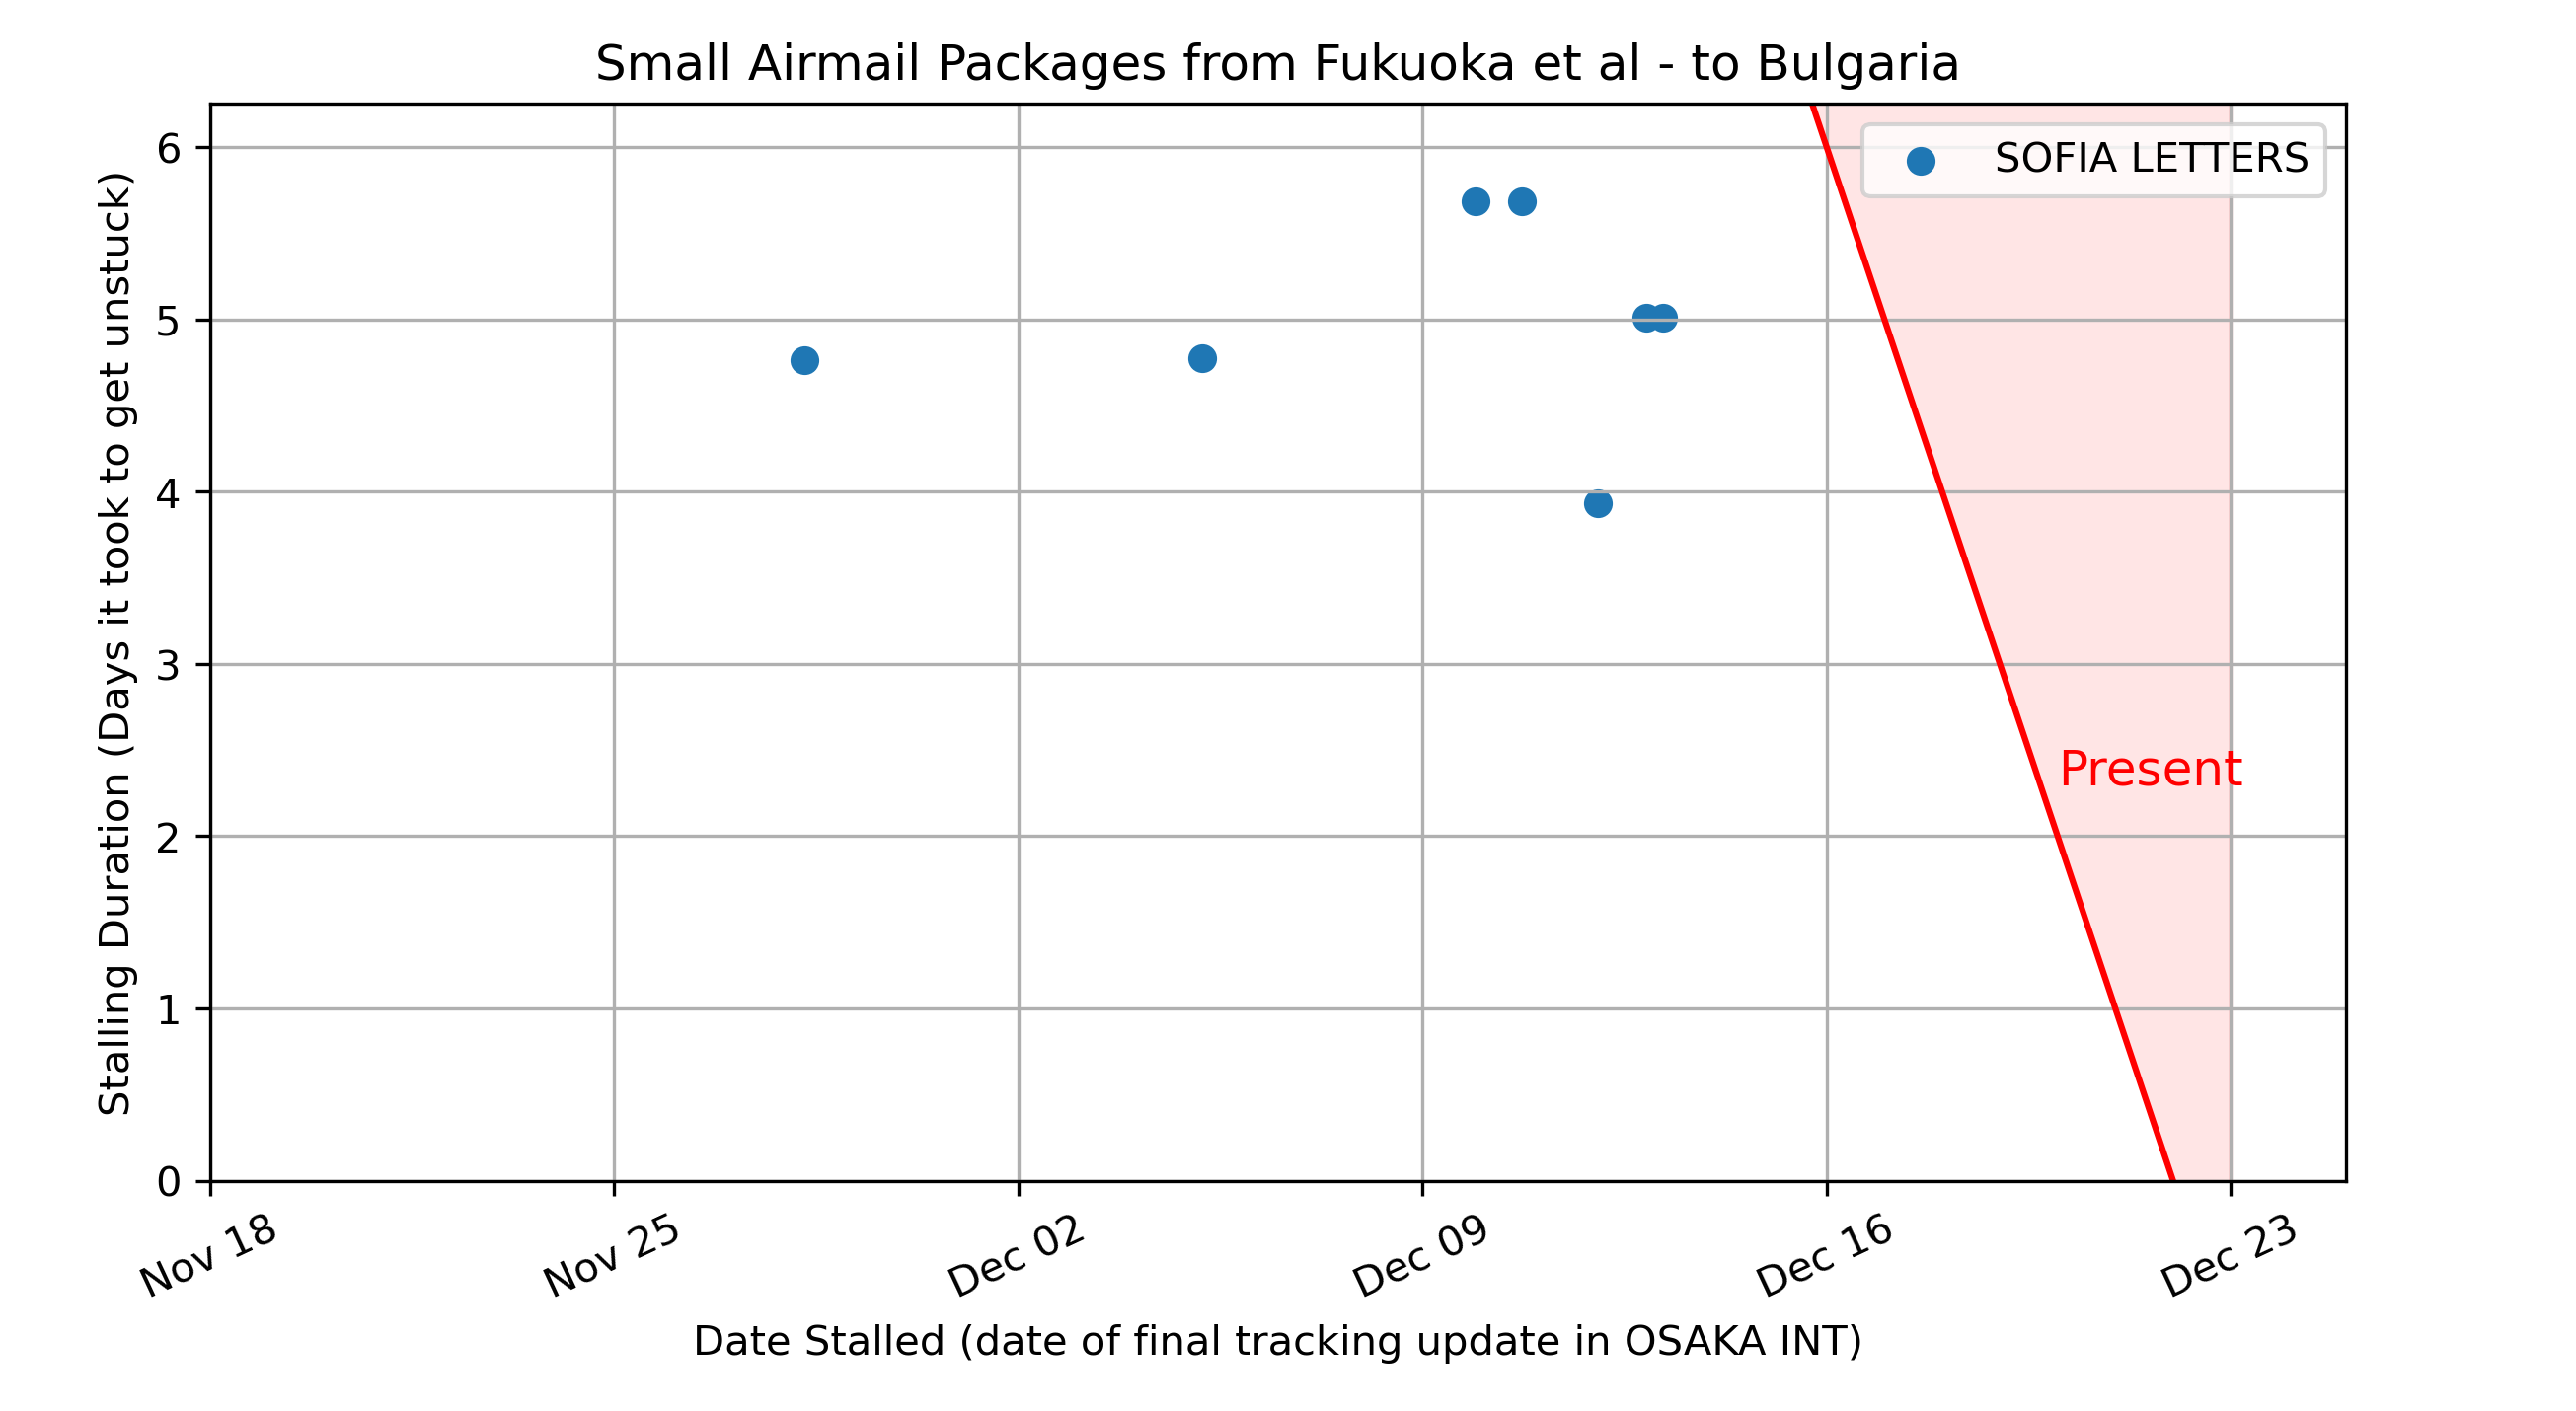 Small Airmail Packages from Fukuoka et al - to Bulgaria
SOFIA LETTERS
Stalling Duration (Days it took to get unstuck)
6
5
4
3
2
1
0
Present
Nov 18
Nov 25
Dec 02
Dec 09
Dec 16
Dec 23
Date Stalled (date of final tracking update in OSAKA INT)